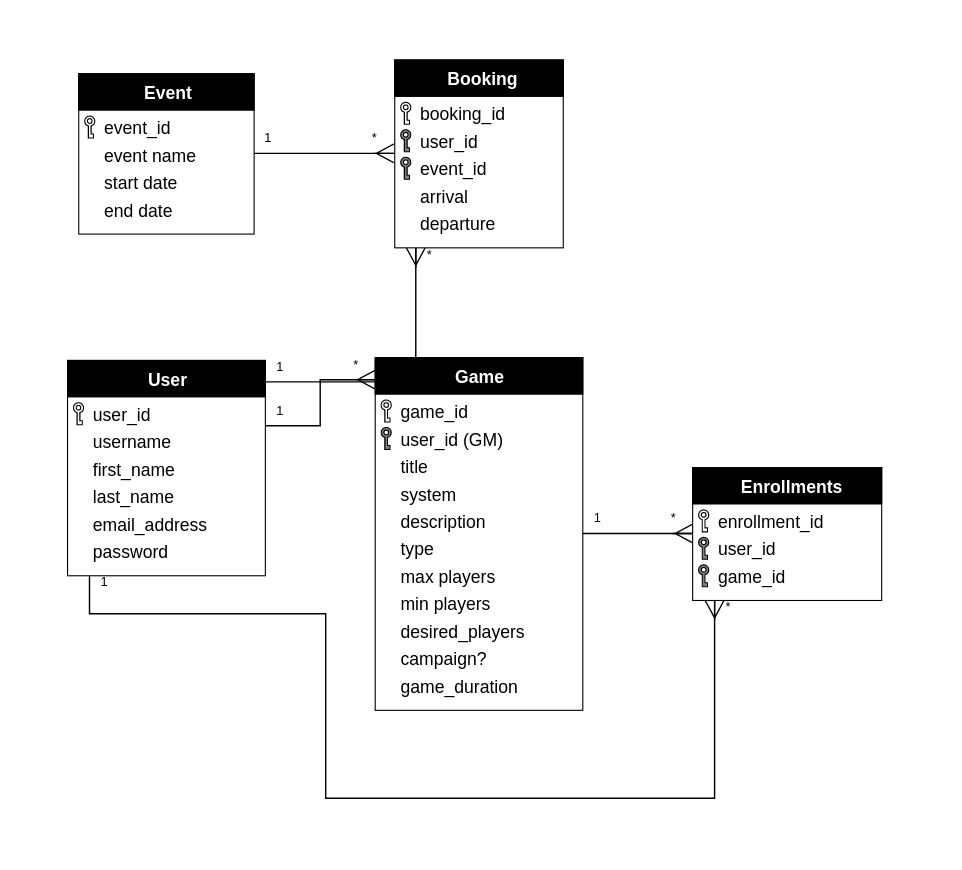 Event
event_id
event name
start date
end date
1
*
Booking
booking_id
user_id
event_id
arrival
departure
*
User
user_id
username
first_name
last_name
email_address
password
1
1
1
*
Game
game_id
user_id (GM)
title
system
description
type
max players
min players
desired_players
campaign?
game_duration
1
*
Enrollments
enrollment_id
user_id
game_id
*